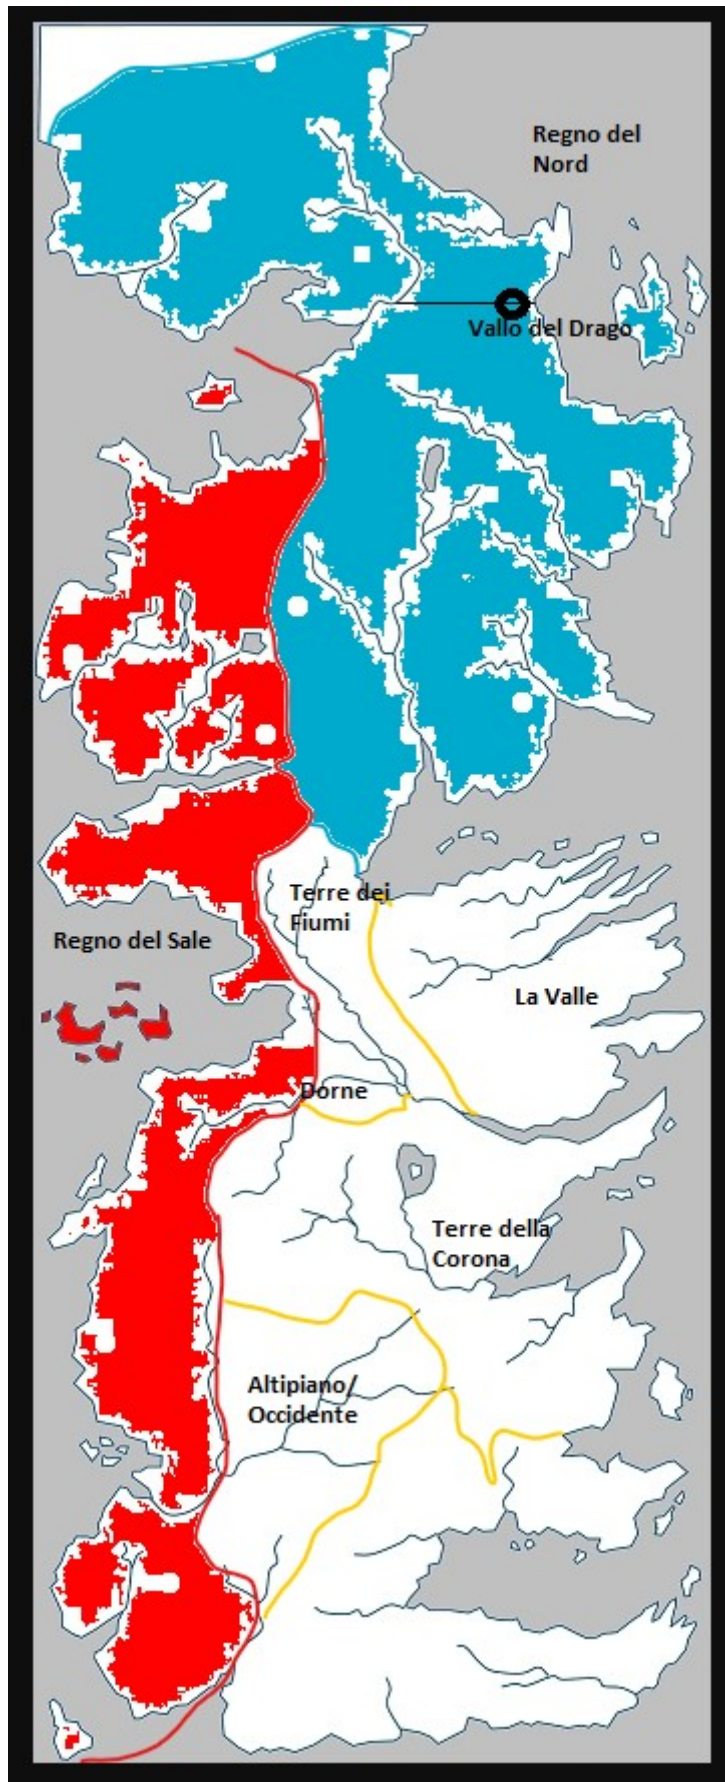 Regno del
Nord
Vallo del Drago
Terre dei
Fiumi
Regno del Sale
La Valle
Dorne
Terre della
Corona
Altipiano/
Occidente